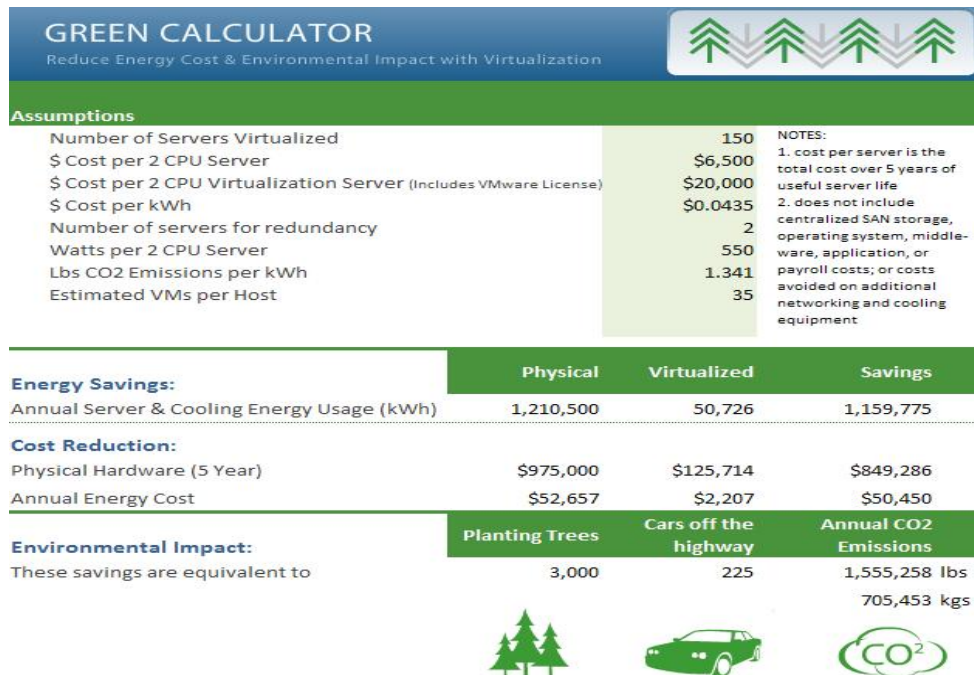 GREEN CALCULATOR
Reduce Energy Cost & Environmental Impact with Virtualization
Assumptions
Number of Servers Virtualized 150
$ Cost per 2 CPU Server $6,500
$ Cost per 2 CPU Virtualization Server (Includes VMware License) $20,000
$ Cost per kWh $0.0435
Number of servers for redundancy 2
Watts per 2 CPU Server 550
Lbs CO2 Emissions per kWh 1.341
Estimated VMs per Host 35
NOTES:
1. cost per server is the
total cost over 5 years of
useful server life
2. does not include
centralized SAN storage,
operating system, middle-
ware, application, or
payroll costs; or costs
avoided on additional
networking and cooling
equipment
Energy Savings: Physical Virtualized Savings
Annual Server & Cooling Energy Usage (kWh) 1,210,500 50,726 1,159,775
Cost Reduction:
Physical Hardware (5 Year) $975,000 $125,714 $849,286
Annual Energy Cost $52,657 $2,207 $50,450
Environmental Impact: Planting Trees Cars off the highway Annual CO2 Emissions
These savings are equivalent to 3,000 225 1,555,258 lbs
705,453 kgs
CO²